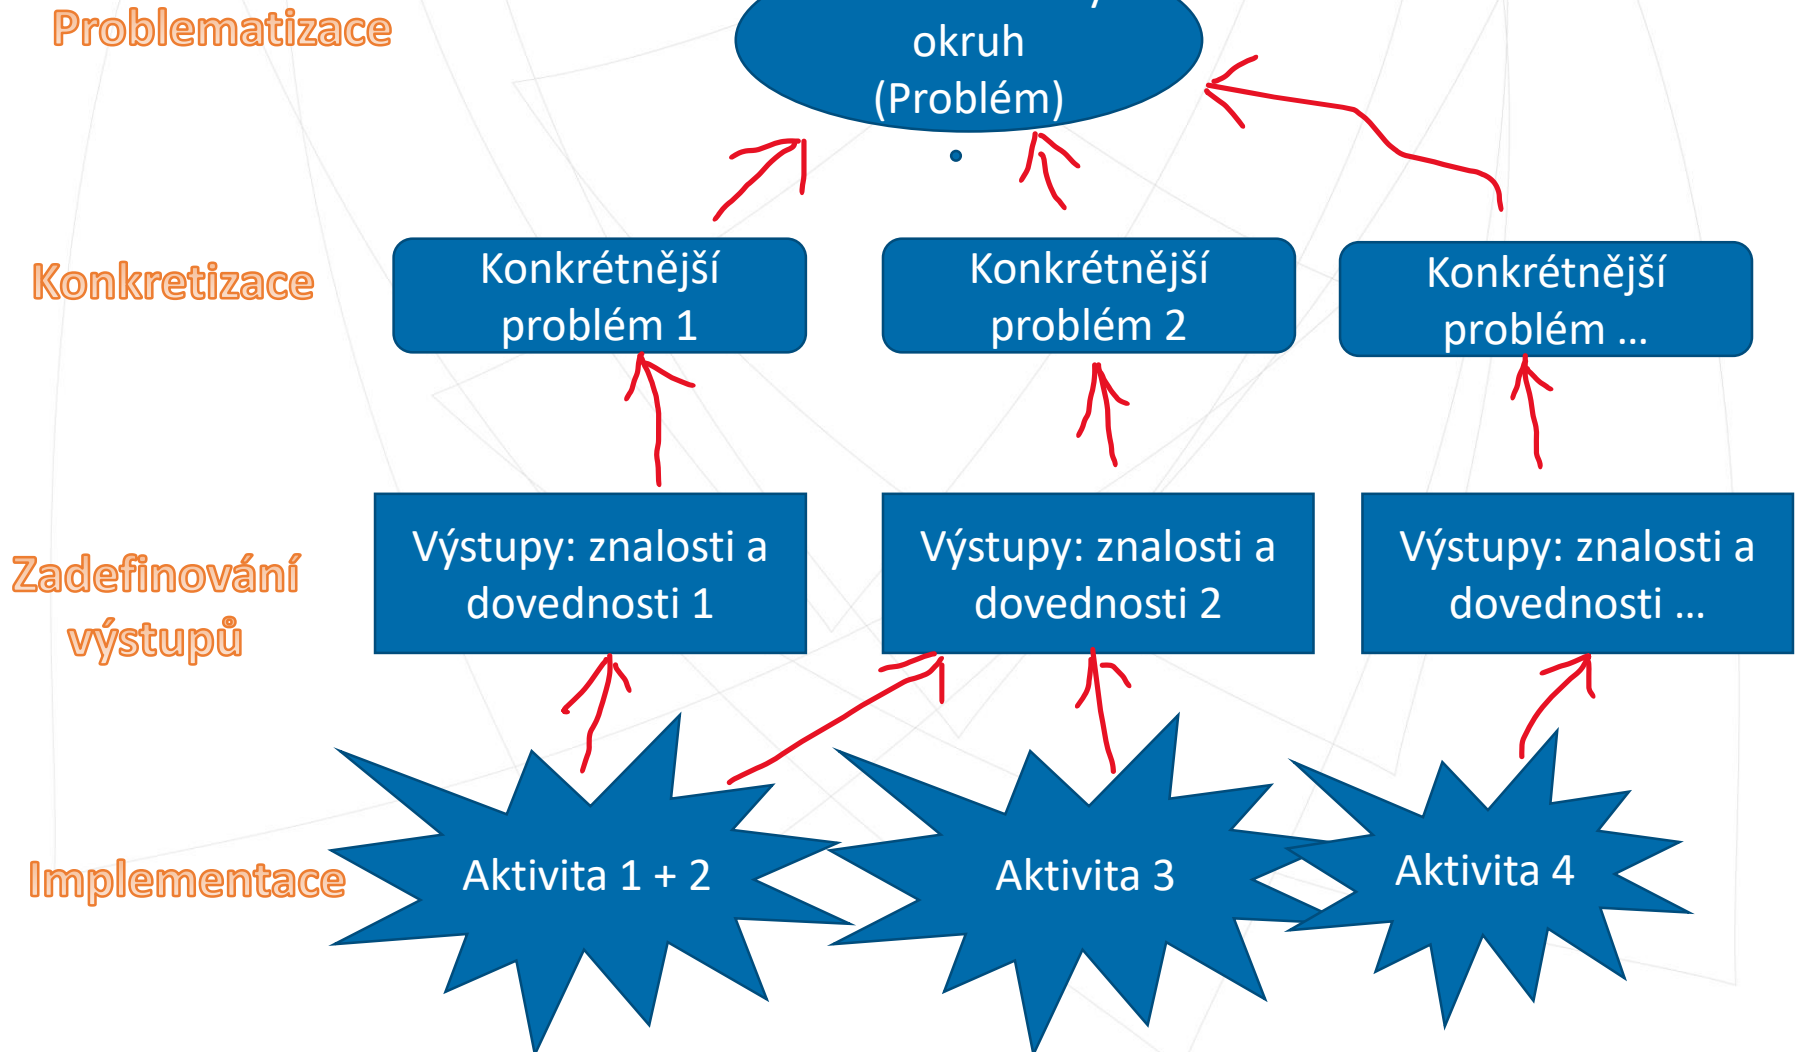 Problematizace
okruh
(Problém)
Konkretizace
Konkrétnější
problém 1
Konkrétnější
problém 2
Konkrétnější
problém ...
Zadefinování
výstupů
Výstupy: znalosti a
dovednosti 1
Výstupy: znalosti a
dovednosti 2
Výstupy: znalosti a
dovednosti ...
Implementace
Aktivita 1 + 2
Aktivita 3
Aktivita 4